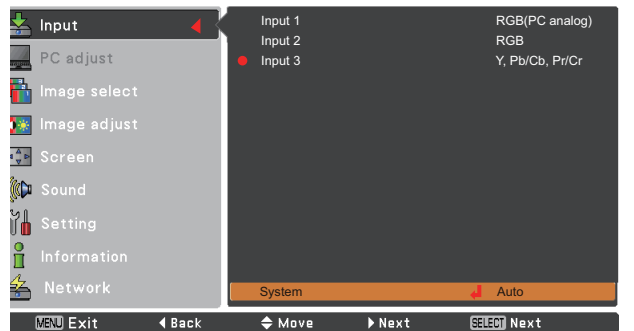 Input
PC adjust
Image select
Image adjust
Screen
Sound
Setting
Information
Network
Input 1 RGB(PC analog)
Input 2 RGB
Input 3 Y, Pb/Cb, Pr/Cr
System Auto
MENU Exit Back Move Next SELECT Next